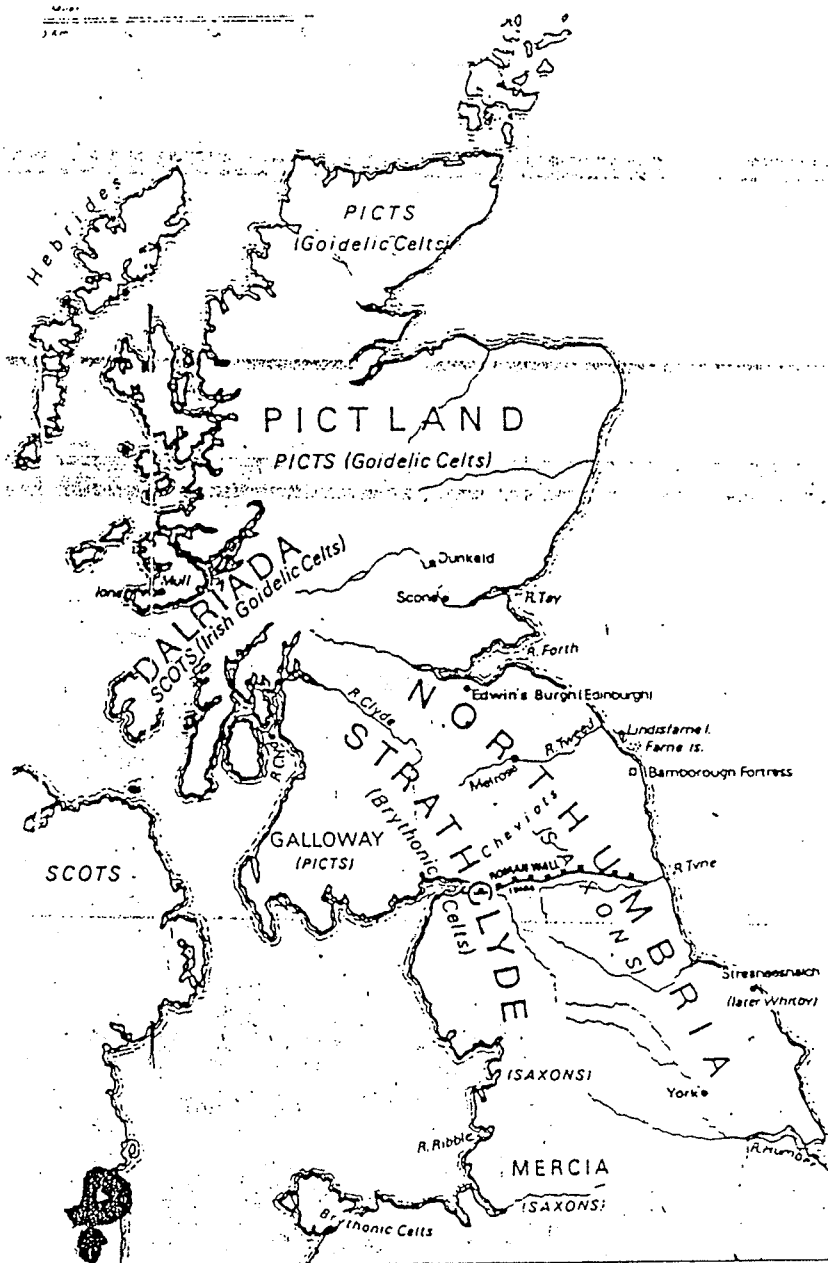 Hebrides
PICTS
(Goidelic Celts)
PICTLAND
PICTS (Goidelic Celts)
Dunkeld
Scone
R. Tay
Iona
Mull
DALRIADA
SCOTS (Irish Goidelic Celts)
R. Forth
Edwin's Burgh (Edinburgh)
R. Clyde
R. Clyde
NORTHUMBRIA
(SAXONS)
STRATHCLYDE
(Brythonic Celts)
R. Tweed
Melrose
Lindisfarne I.
Farne Is.
Bamborough Fortress
Cheviots
GALLOWAY
(PICTS)
SCOTS
ROMAN WALL
R. Tyne
(later Whitby)
York
(SAXONS)
R. Ribble
R. Humber
MERCIA
(SAXONS)
Brythonic Celts